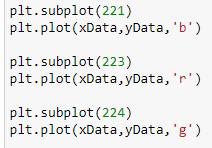 plt.subplot(221)
plt.plot(xData,yData,'b')
plt.subplot(223)
plt.plot(xData,yData,'r')
plt.subplot(224)
plt.plot(xData,yData,'g')